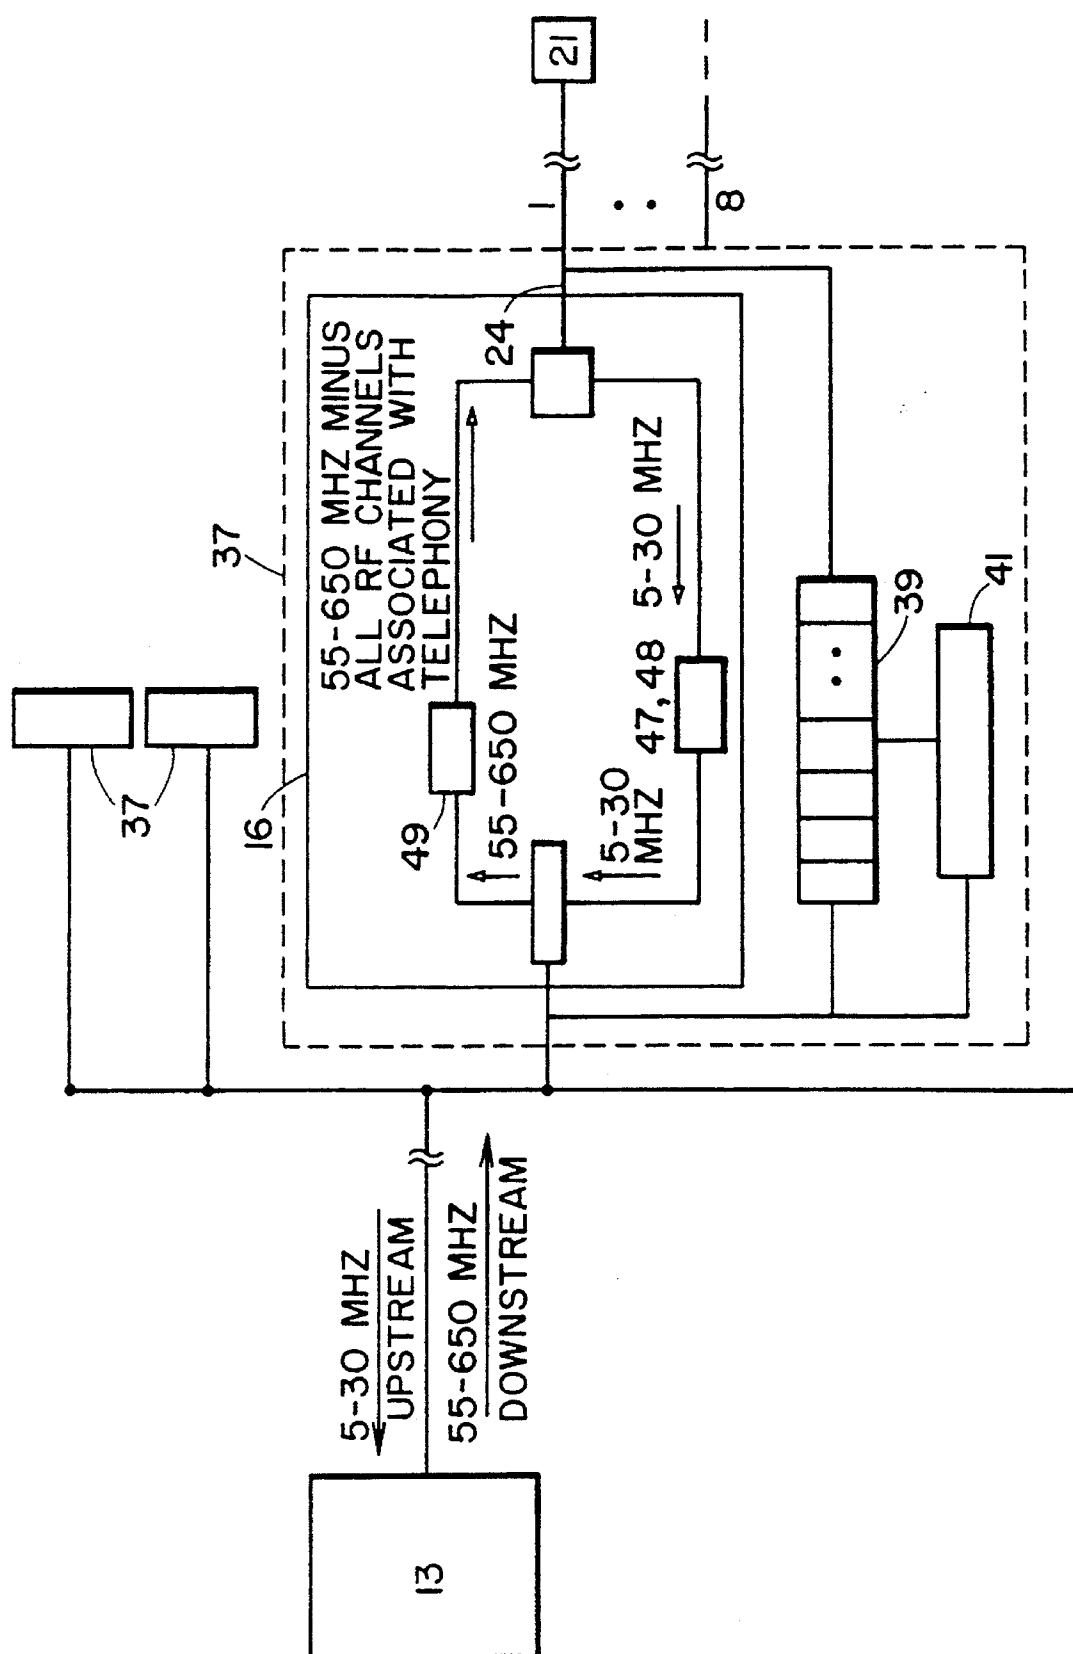 13
5-30 MHZ
UPSTREAM
55-650 MHZ
DOWNSTREAM
37
37
16
55-650 MHZ MINUS
ALL RF CHANNELS
ASSOCIATED WITH
TELEPHONY
49
55-650 MHZ
5-30
MHZ
47, 48
5-30 MHZ
24
1
8
21
39
41